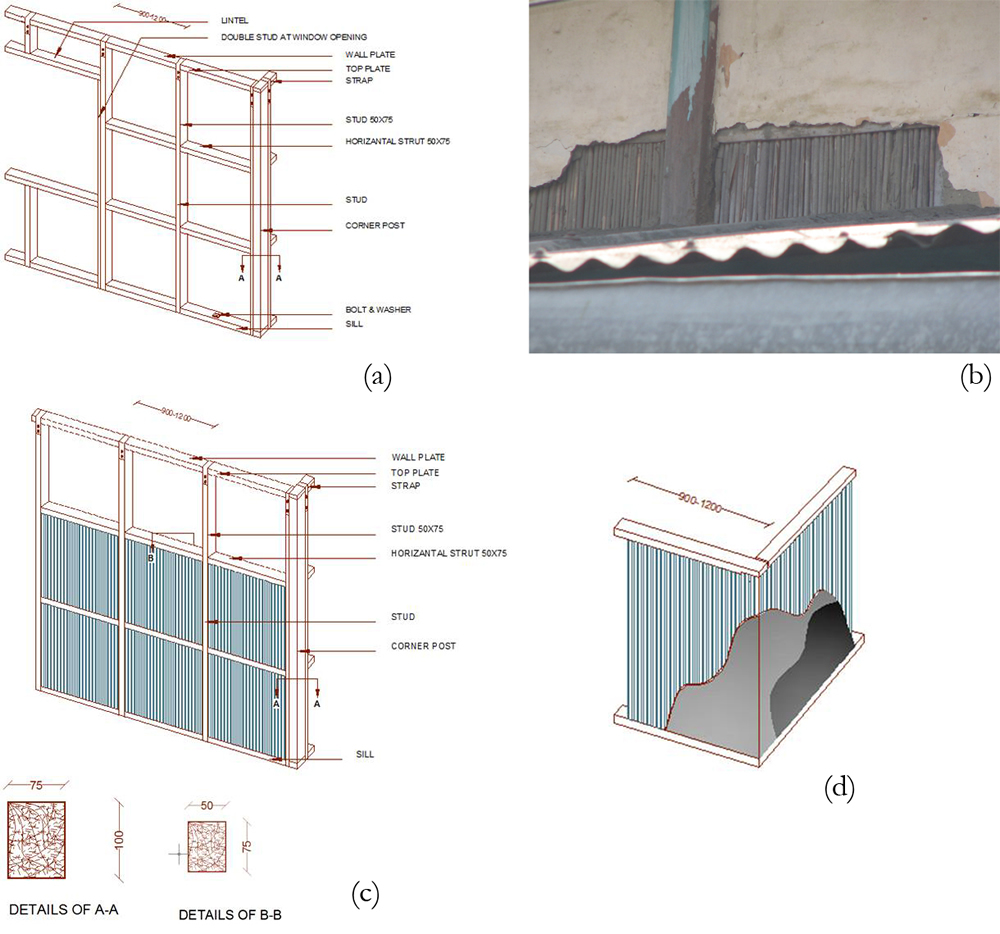 900-1200
LINTEL
DOUBLE STUD AT WINDOW OPENING
WALL PLATE
TOP PLATE
STRAP
STUD 50X75
HORIZANTAL STRUT 50X75
STUD
CORNER POST
A A
BOLT & WASHER
SILL
(a)
(b)
900-1200
WALL PLATE
TOP PLATE
STRAP
STUD 50X75
B
HORIZANTAL STRUT 50X75
STUD
CORNER POST
A A
SILL
75
100
DETAILS OF A-A
50
75
DETAILS OF B-B
(c)
900-1200
(d)